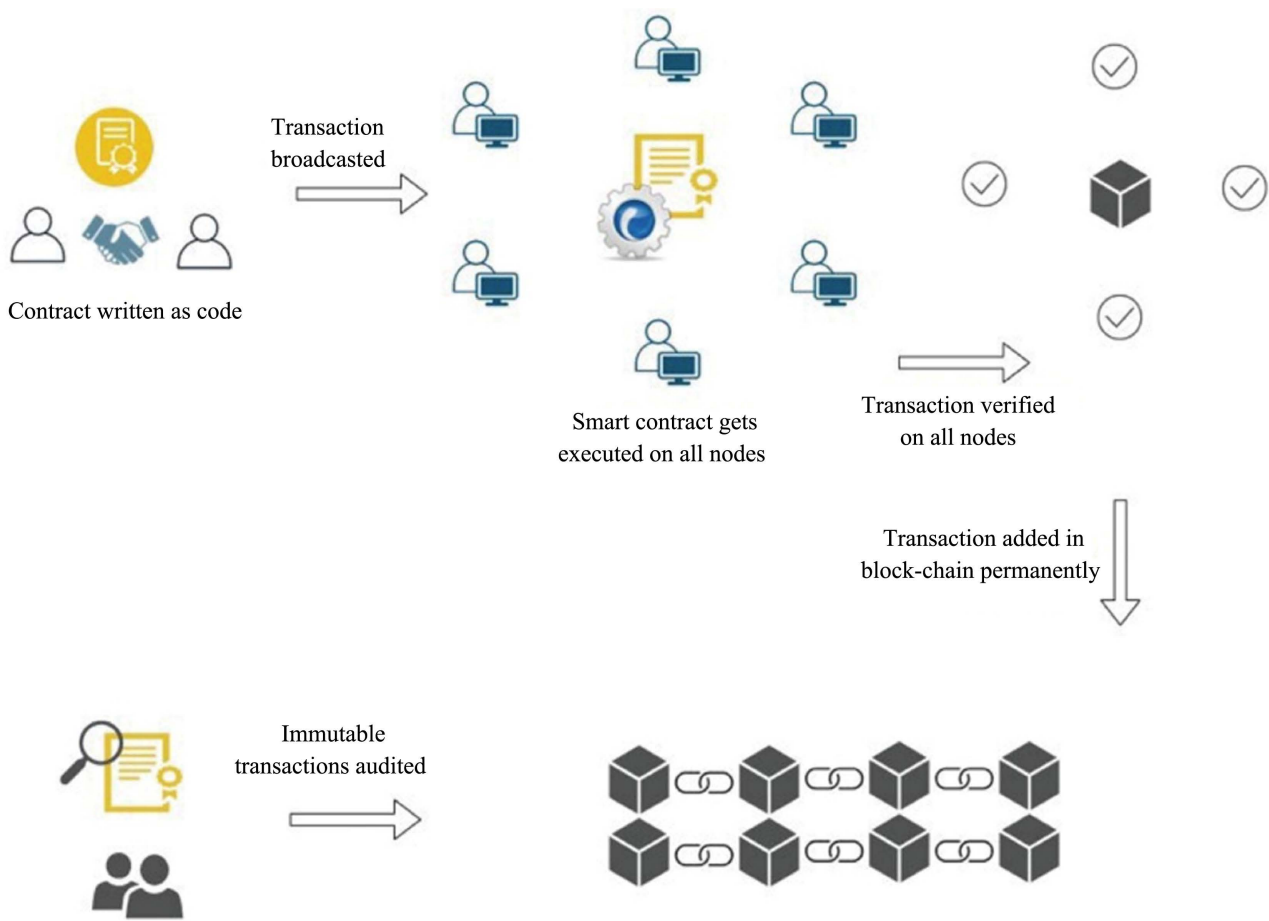 Transaction
broadcasted
Contract written as code
Smart contract gets
executed on all nodes
Transaction verified
on all nodes
Transaction added in
block-chain permanently
Immutable
transactions audited